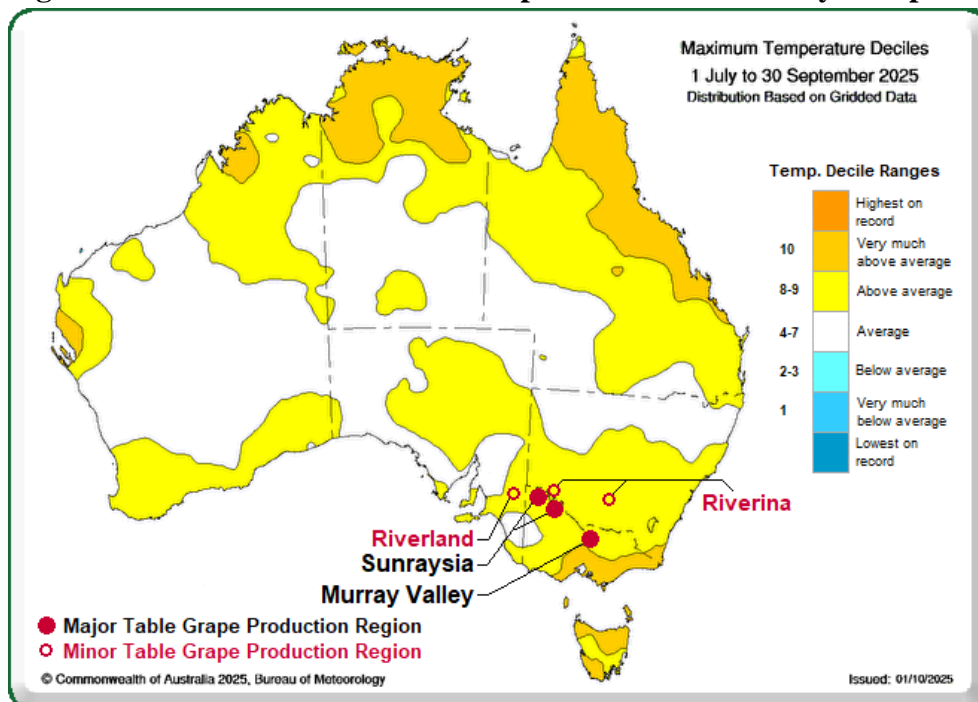 Maximum Temperature Deciles
1 July to 30 September 2025
Distribution Based on Gridded Data
Temp. Decile Ranges
Highest on
record
10
Very much
above average
8-9
Above average
4-7
Average
2-3
Below average
1
Very much
below average
Lowest on
record
Riverina
Riverland
Sunraysia
Murray Valley
Major Table Grape Production Region
Minor Table Grape Production Region
© Commonwealth of Australia 2025, Bureau of Meteorology
Issued: 01/10/2025